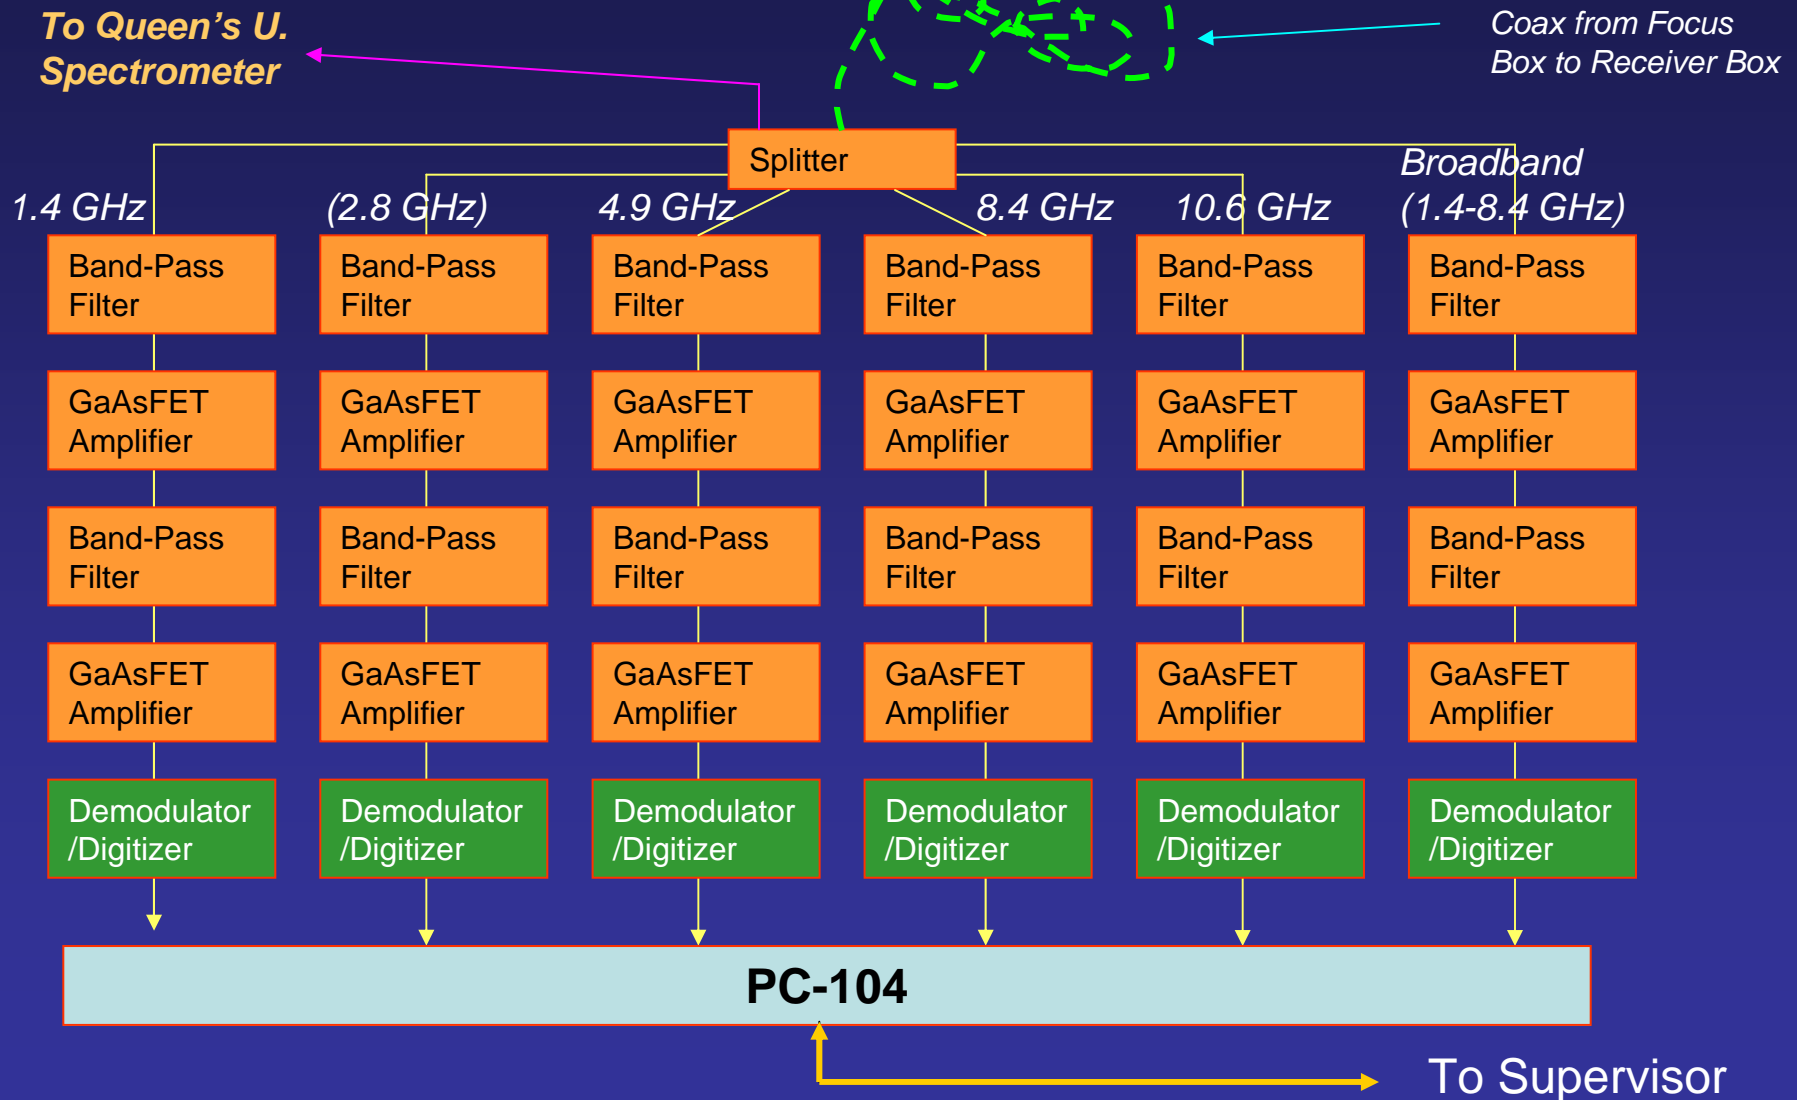 To Queen's U.
Spectrometer
Coax from Focus
Box to Receiver Box
Splitter
Broadband
1.4 GHz (2.8 GHz) 4.9 GHz 8.4 GHz 10.6 GHz (1.4-8.4 GHz)
Band-Pass Band-Pass Band-Pass Band-Pass Band-Pass Band-Pass
Filter Filter Filter Filter Filter Filter
GaAsFET GaAsFET GaAsFET GaAsFET GaAsFET GaAsFET
Amplifier Amplifier Amplifier Amplifier Amplifier Amplifier
Band-Pass Band-Pass Band-Pass Band-Pass Band-Pass Band-Pass
Filter Filter Filter Filter Filter Filter
GaAsFET GaAsFET GaAsFET GaAsFET GaAsFET GaAsFET
Amplifier Amplifier Amplifier Amplifier Amplifier Amplifier
Demodulator Demodulator Demodulator Demodulator Demodulator Demodulator
/Digitizer /Digitizer /Digitizer /Digitizer /Digitizer /Digitizer
PC-104
To Supervisor